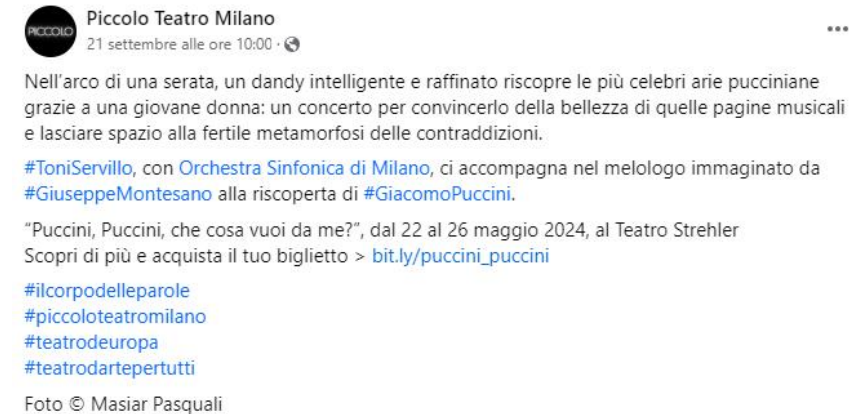 PICCOLO
Piccolo Teatro Milano
21 settembre alle ore 10:00 ·
Nell'arco di una serata, un dandy intelligente e raffinato riscopre le più celebri arie pucciniane
grazie a una giovane donna: un concerto per convincerlo della bellezza di quelle pagine musicali
e lasciare spazio alla fertile metamorfosi delle contraddizioni.
#ToniServillo, con Orchestra Sinfonica di Milano, ci accompagna nel melologo immaginato da
#GiuseppeMontesano alla riscoperta di #GiacomoPuccini.
“Puccini, Puccini, che cosa vuoi da me?”, dal 22 al 26 maggio 2024, al Teatro Strehler
Scopri di più e acquista il tuo biglietto > bit.ly/puccini_puccini
#ilcorpodelleparole
#piccoloteatromilano
#teatrodeuropa
#teatrodartepertutti
Foto © Masiar Pasquali